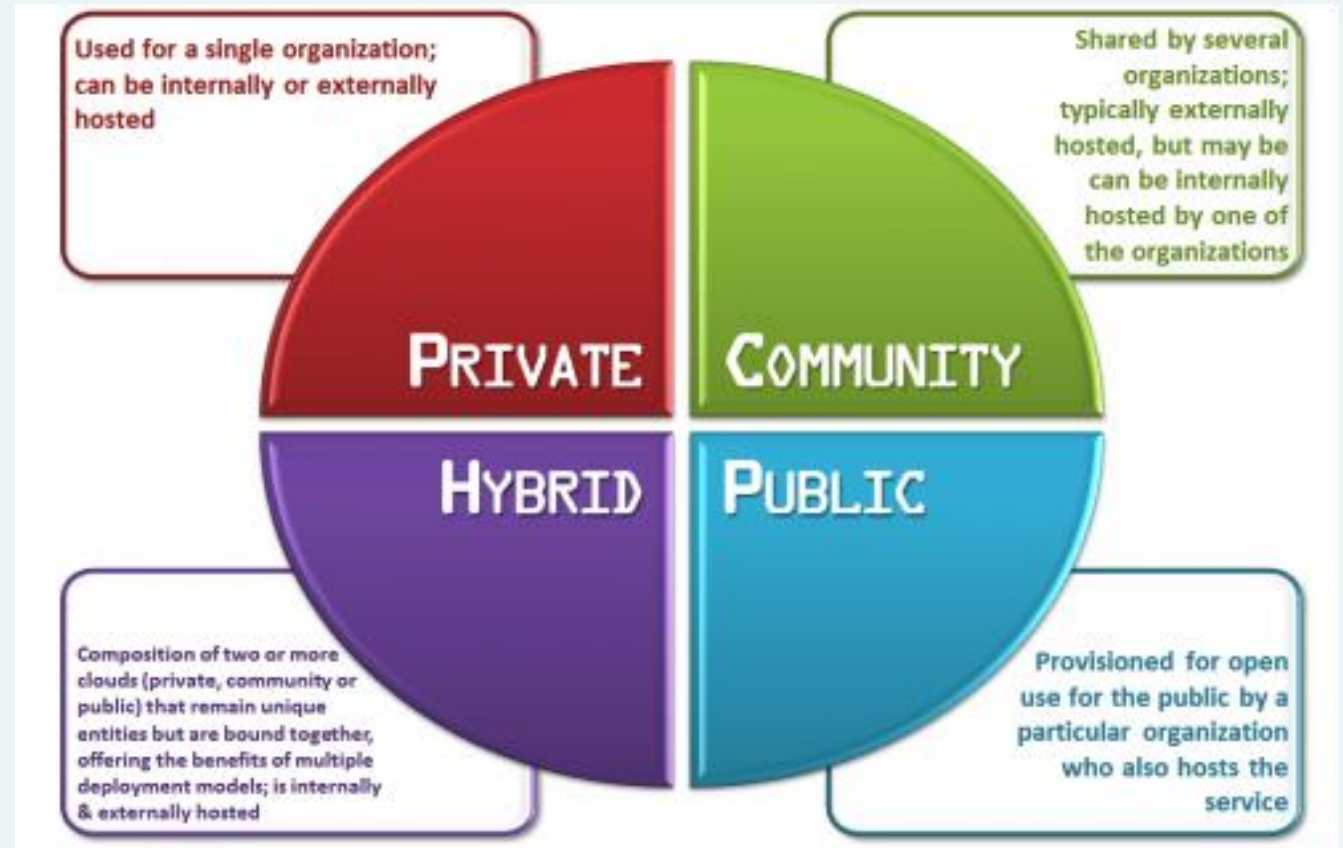 Used for a single organization;
can be internally or externally
hosted
Shared by several
organizations;
typically externally
hosted, but may be
can be internally
hosted by one of
the organizations
PRIVATE
COMMUNITY
HYBRID
PUBLIC
Composition of two or more
clouds (private, community or
public) that remain unique
entities but are bound together,
offering the benefits of multiple
deployment models; is internally
& externally hosted
Provisioned for open
use for the public by a
particular organization
who also hosts the
service